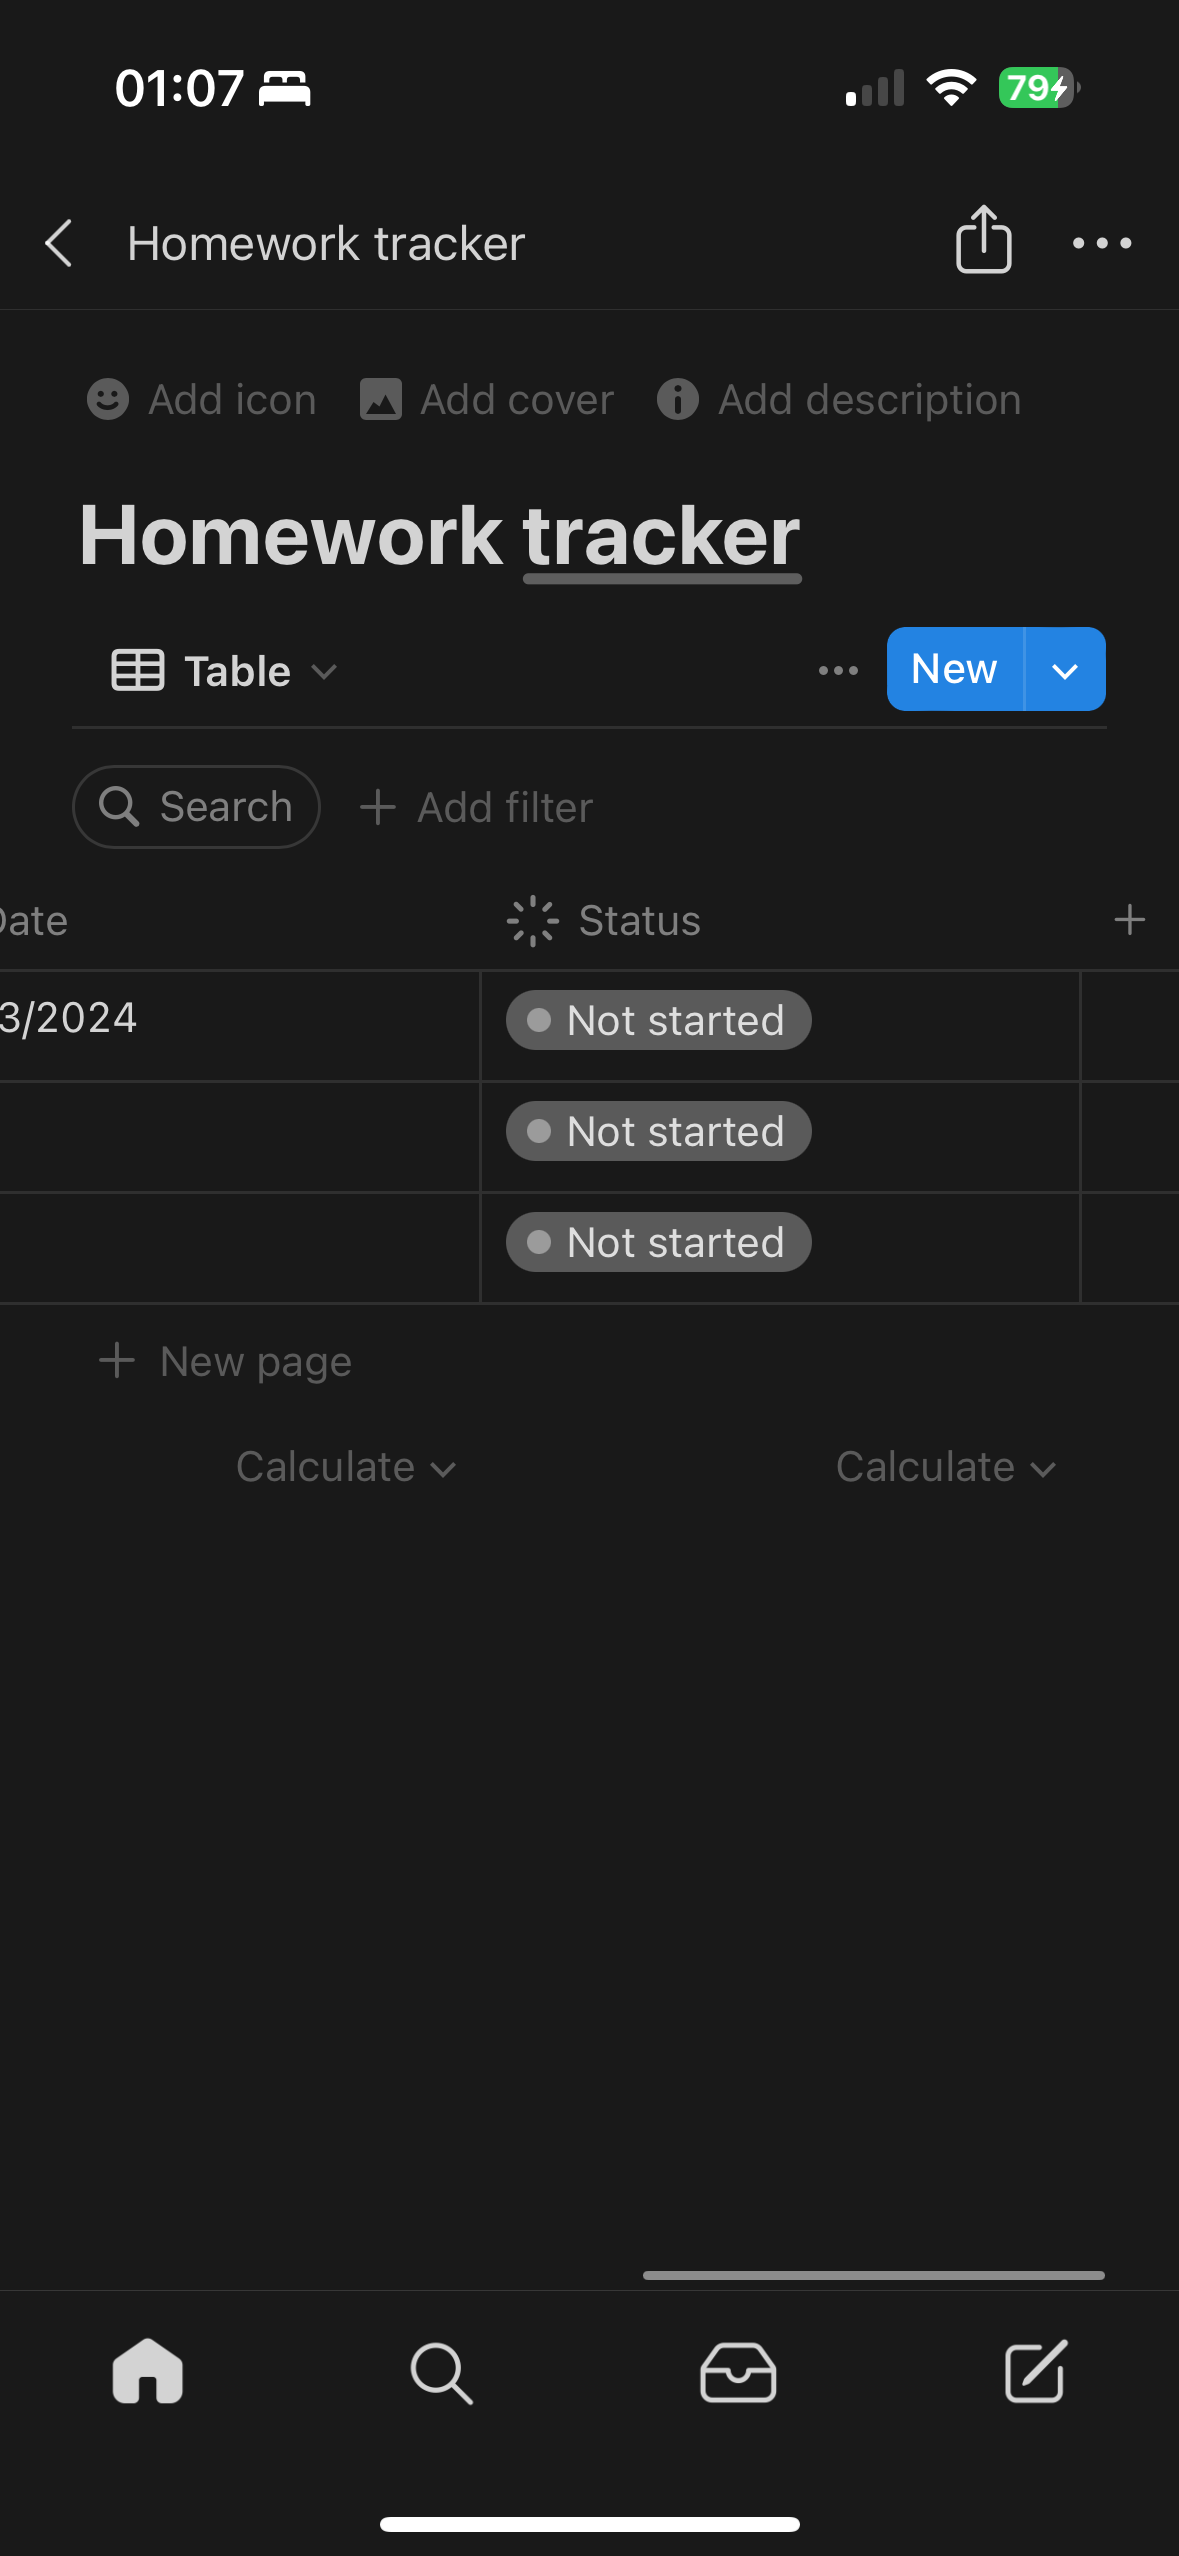 01:07 79
Homework tracker
Add icon Add cover Add description
Homework tracker
Table New
Search Add filter
Date Status
3/2024 Not started
Not started
Not started
New page
Calculate Calculate